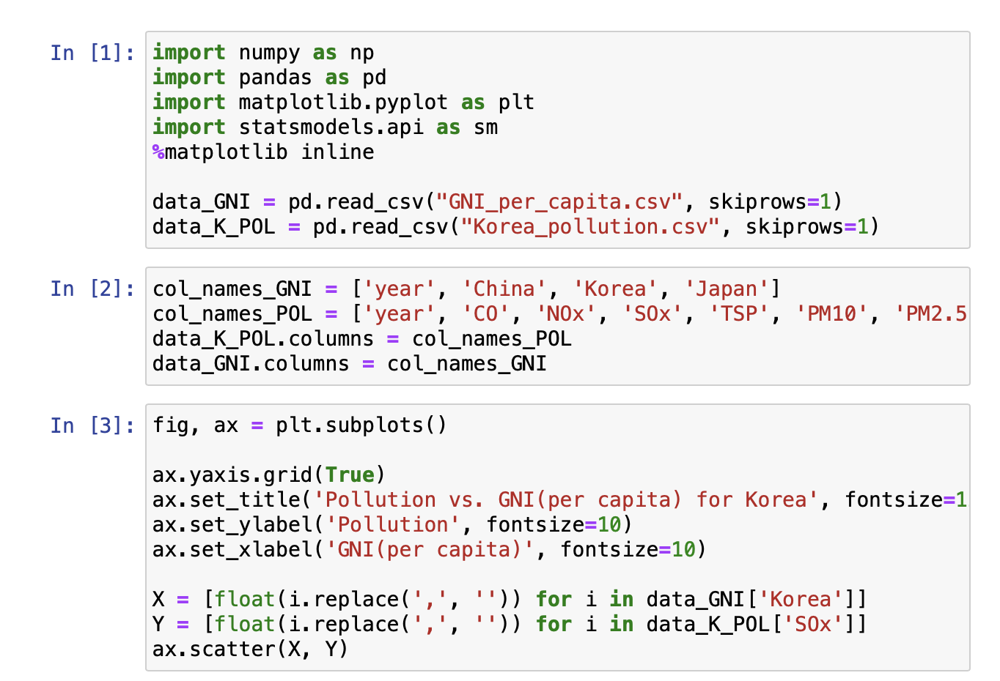 In [1]:
import numpy as np
import pandas as pd
import matplotlib.pyplot as plt
import statsmodels.api as sm
%matplotlib inline
data_GNI = pd.read_csv("GNI_per_capita.csv", skiprows=1)
data_K_POL = pd.read_csv("Korea_pollution.csv", skiprows=1)
In [2]:
col_names_GNI = ['year', 'China', 'Korea', 'Japan']
col_names_POL = ['year', 'CO', 'NOx', 'SOx', 'TSP', 'PM10', 'PM2.5
data_K_POL.columns = col_names_POL
data_GNI.columns = col_names_GNI
In [3]:
fig, ax = plt.subplots()
ax.yaxis.grid(True)
ax.set_title('Pollution vs. GNI(per capita) for Korea', fontsize=1
ax.set_ylabel('Pollution', fontsize=10)
ax.set_xlabel('GNI(per capita)', fontsize=10)
X = [float(i.replace(',', '')) for i in data_GNI['Korea']]
Y = [float(i.replace(',', '')) for i in data_K_POL['SOx']]
ax.scatter(X, Y)